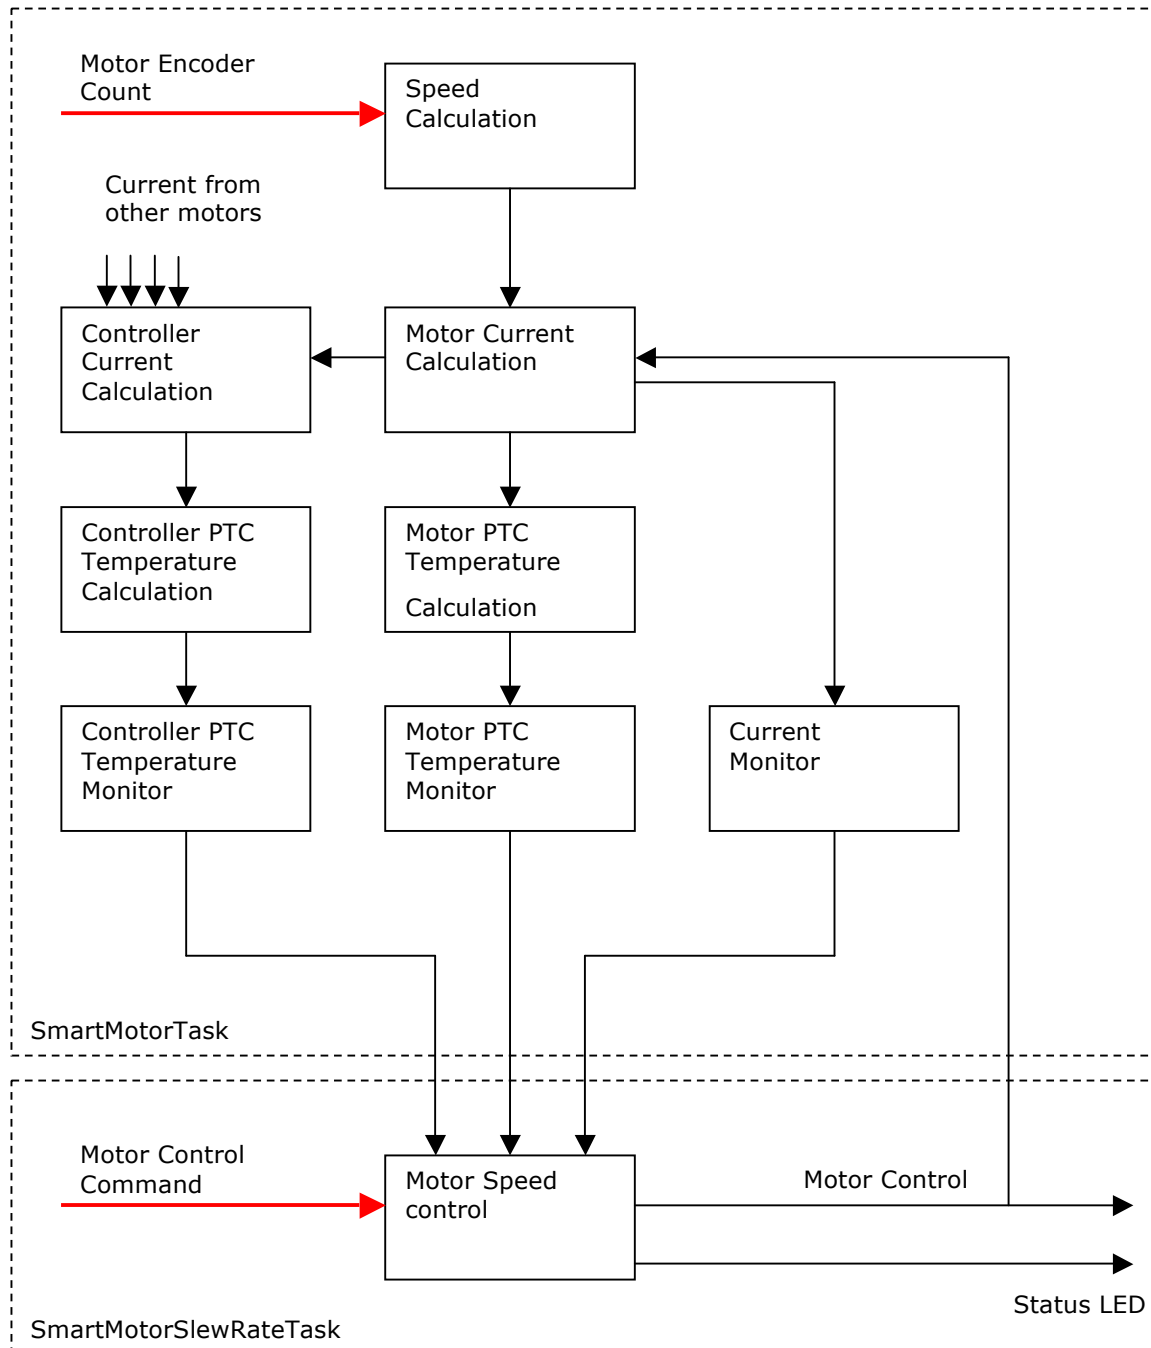 Motor Encoder
Count
Speed
Calculation
Current from
other motors
Controller
Current
Calculation
Motor Current
Calculation
Controller PTC
Temperature
Calculation
Motor PTC
Temperature
Calculation
Controller PTC
Temperature
Monitor
Motor PTC
Temperature
Monitor
Current
Monitor
SmartMotorTask
Motor Control
Command
Motor Speed
control
Motor Control
Status LED
SmartMotorSlewRateTask